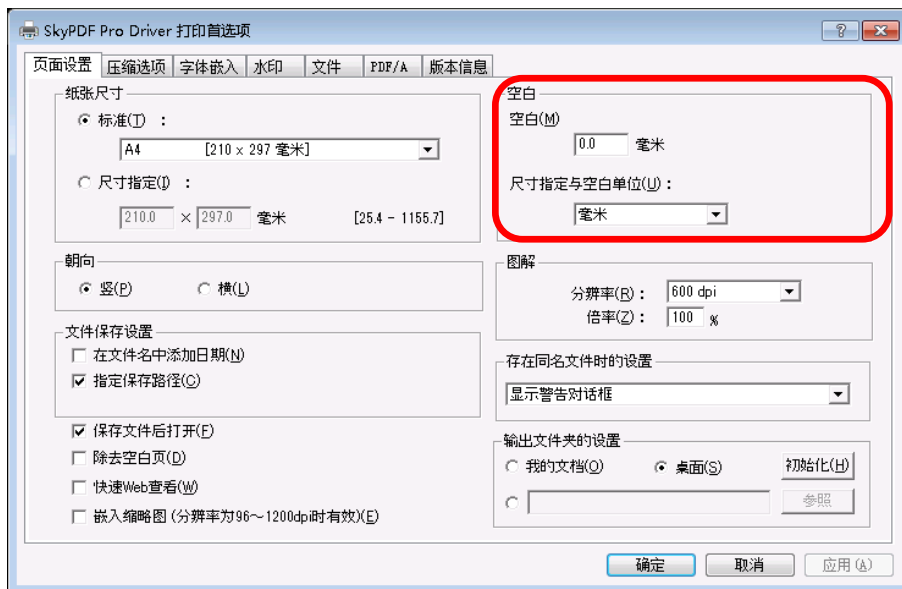 SkyPDF Pro Driver 打印首选项
页面设置 压缩选项 字体嵌入 水印 文件 PDF/A 版本信息
纸张尺寸
标准(T) :
A4 [210 x 297 毫米]
尺寸指定(I) :
210.0 × 297.0 毫米 [25.4 - 1155.7]
朝向
竖(P) 横(L)
文件保存设置
在文件名中添加日期(N)
指定保存路径(C)
保存文件后打开(F)
除去空白页(D)
快速Web查看(W)
嵌入缩略图(分辨率为96～1200dpi时有效)(E)
空白
空白(M)
0.0 毫米
尺寸指定与空白单位(U):
毫米
图解
分辨率(R): 600 dpi
倍率(Z): 100 %
存在同名文件时的设置
显示警告对话框
输出文件夹的设置
我的文档(O) 桌面(S) 初始化(H)
参照
确定 取消 应用(A)